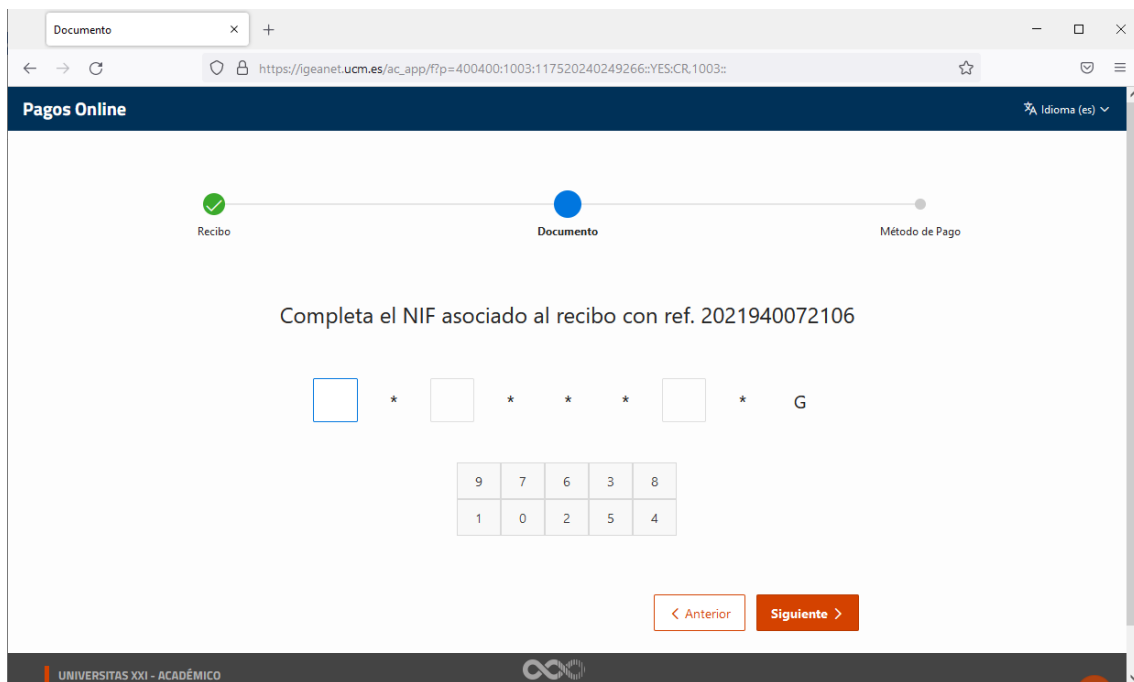 Documento
https://igeanet.ucm.es/ac_app/f?p=400400:1003:117520240249266::YES:CR,1003::
Pagos Online
Idioma (es)
Recibo
Documento
Método de Pago
Completa el NIF asociado al recibo con ref. 2021940072106
* * * * * G
9 7 6 3 8
1 0 2 5 4
< Anterior
Siguiente >
UNIVERSITAS XXI - ACADÉMICO